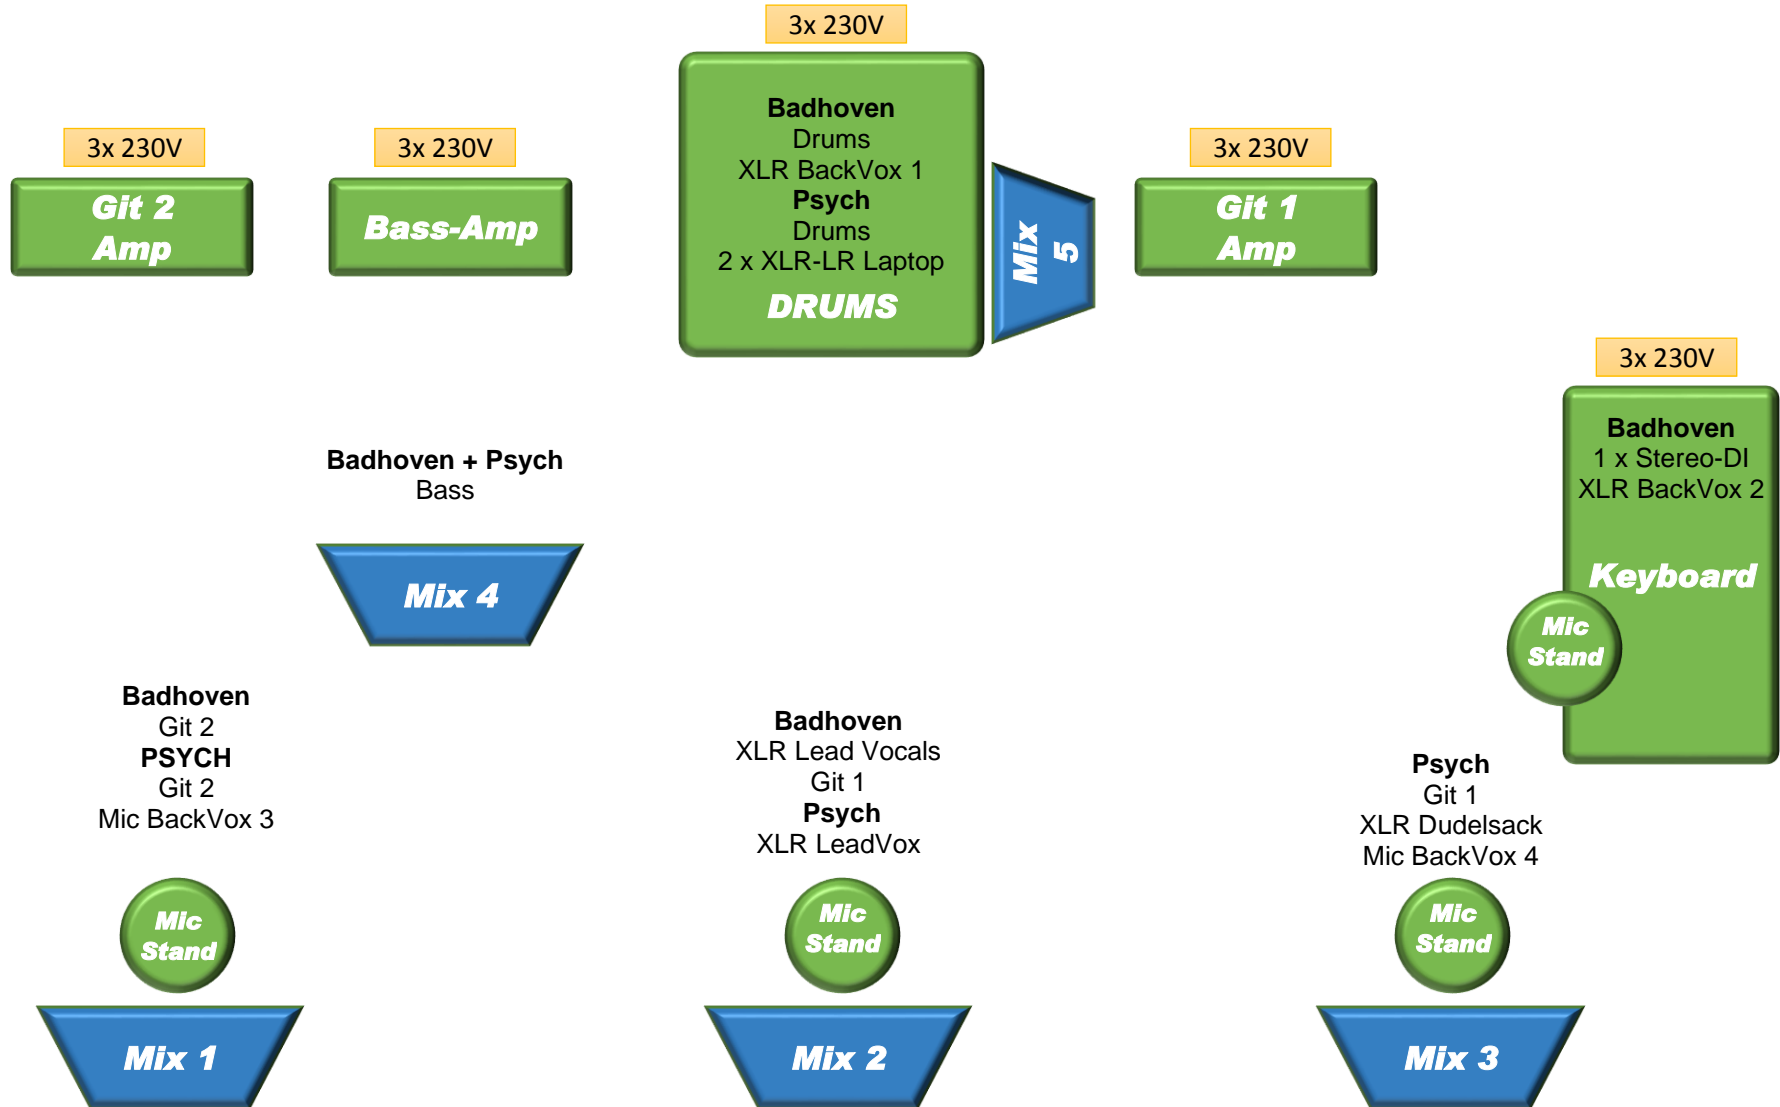 3x 230V
Badhoven
Drums
XLR BackVox 1
Psych
Drums
2 x XLR-LR Laptop
DRUMS
3x 230V
Git 2
Amp
3x 230V
Bass-Amp
Mix
5
3x 230V
Git 1
Amp
3x 230V
Badhoven
1 x Stereo-DI
XLR BackVox 2
Keyboard
Mic
Stand
Badhoven + Psych
Bass
Mix 4
Badhoven
Git 2
PSYCH
Git 2
Mic BackVox 3
Mic
Stand
Mix 1
Badhoven
XLR Lead Vocals
Git 1
Psych
XLR LeadVox
Mic
Stand
Mix 2
Psych
Git 1
XLR Dudelsack
Mic BackVox 4
Mic
Stand
Mix 3